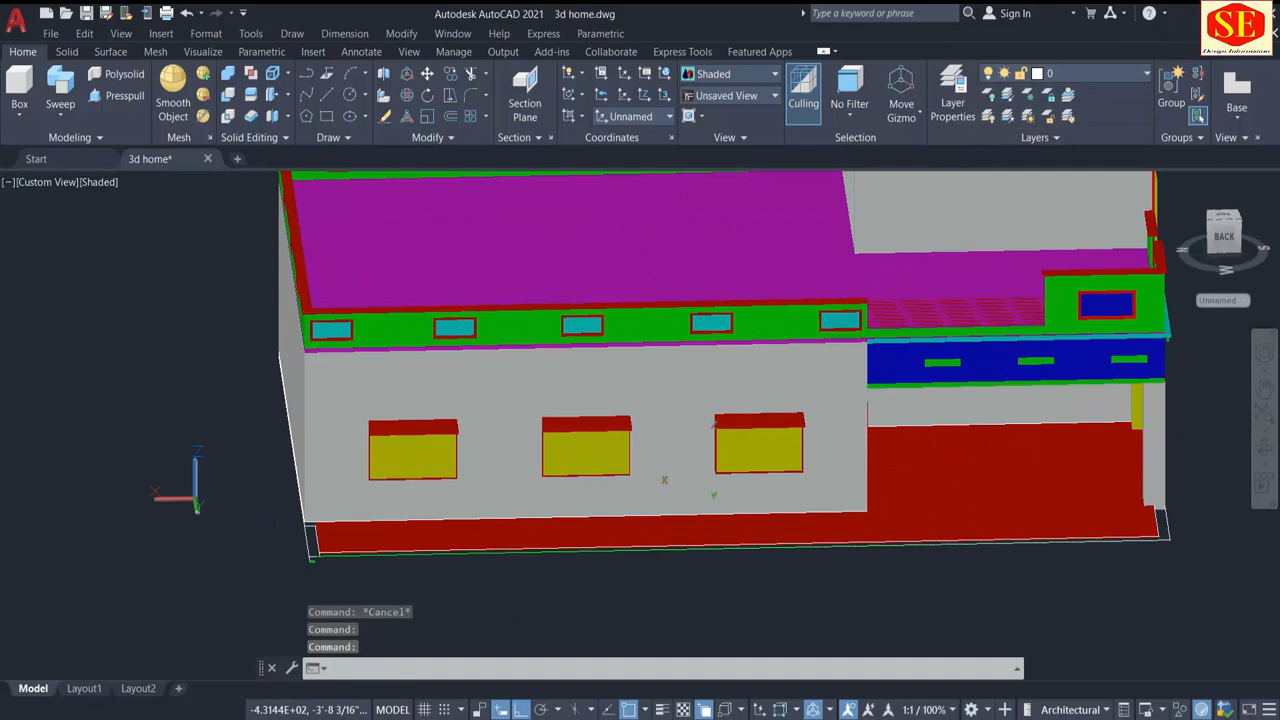 Autodesk AutoCAD 2021 3d home.dwg
Type a keyword or phrase
Sign In
SE
Design Information
File Edit View Insert Format Tools Draw Dimension Modify Window Help Express Parametric
Home Solid Surface Mesh Visualize Parametric Insert Annotate View Manage Output Add-ins Collaborate Express Tools Featured Apps
Box
Sweep
Polysolid
Presspull
Smooth
Object
Section
Plane
Shaded
Unsaved View
Unnamed
Culling
No Filter
Move
Gizmo
Layer
Properties
0
Group
Base
Modeling
Mesh
Solid Editing
Draw
Modify
Section
Coordinates
View
Selection
Layers
Groups
View
Start
3d home*
[−][Custom View][Shaded]
TOP
BACK
N
S
W
Unnamed
Z
X
Y
X
Y
Command: *Cancel*
Command:
Command:
Model Layout1 Layout2
-4.3144E+02, -3'-8 3/16"...
MODEL
1:1 / 100%
Architectural